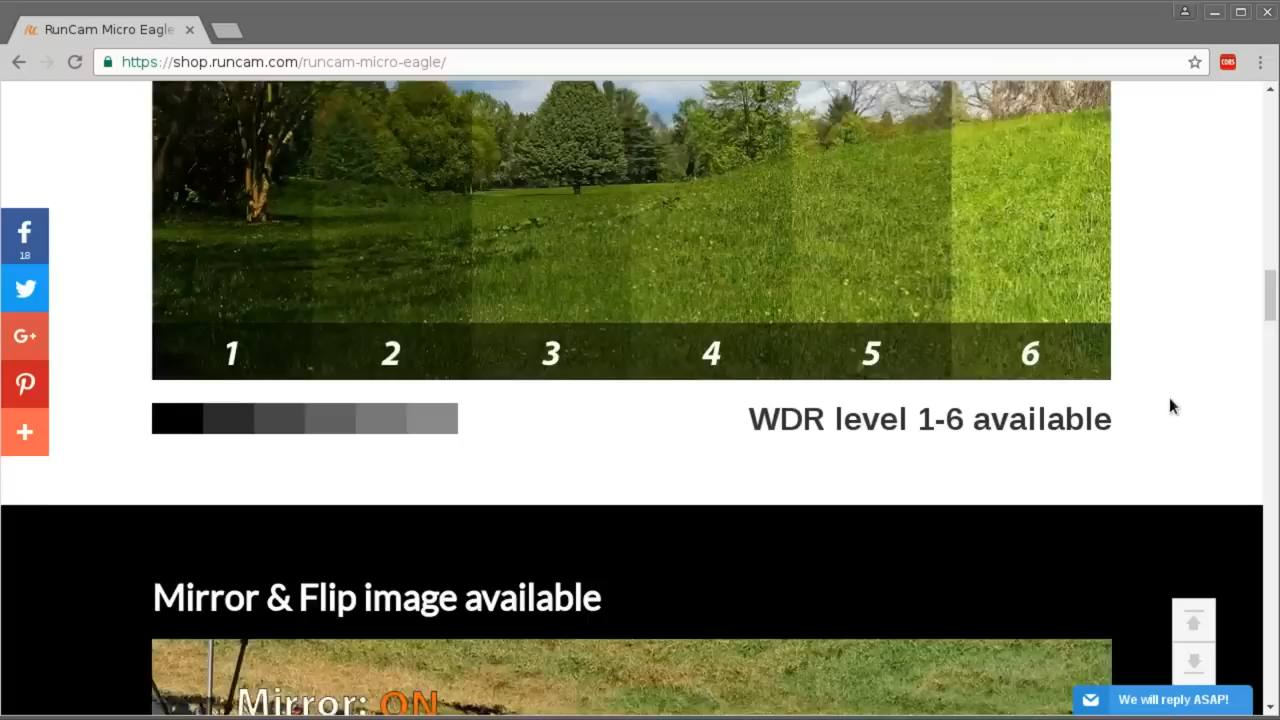 RunCam Micro Eagle
https://shop.runcam.com/runcam-micro-eagle/
CORS
18
G+
1 2 3 4 5 6
WDR level 1-6 available
Mirror & Flip image available
Mirror: ON
We will reply ASAP!